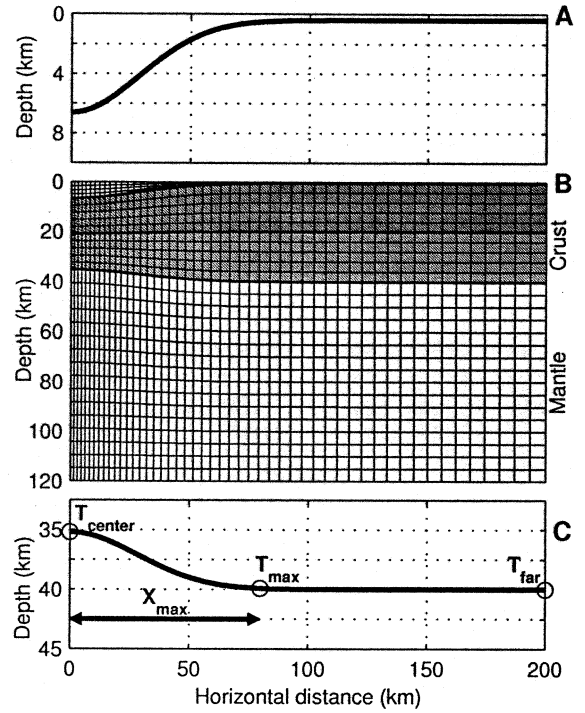 A
0
4
8
Depth (km)
B
0
20
40
60
80
100
120
Depth (km)
Crust
Mantle
C
35
40
45
Depth (km)
T center
T max
T far
X max
0 50 100 150 200
Horizontal distance (km)